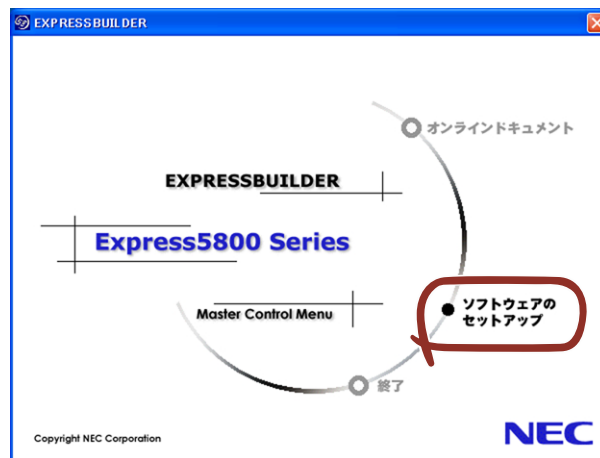 EXPRESSBUILDER
オンラインドキュメント
EXPRESSBUILDER
Express5800 Series
ソフトウェアの
セットアップ
Master Control Menu
終了
Copyright NEC Corporation
NEC